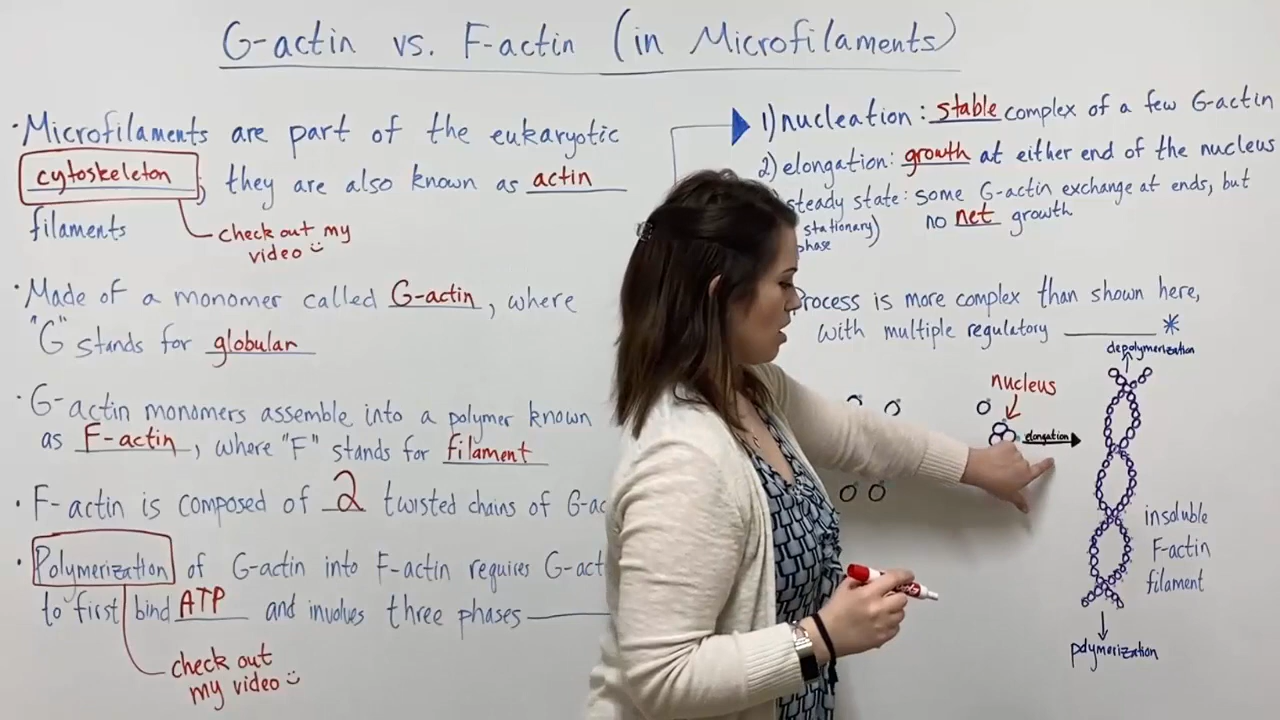 G-actin vs. F-actin (in Microfilaments)
• Microfilaments are part of the eukaryotic
cytoskeleton, they are also known as actin
filaments
check out my
video
• Made of a monomer called G-actin, where
"G" stands for globular
• G-actin monomers assemble into a polymer known
as F-actin, where "F" stands for filament
• F-actin is composed of 2 twisted chains of
• Polymerization of G-actin into F-actin requires
to first bind ATP and involves three phases
check out
my video
1) nucleation: stable complex of a few G-actin
2) elongation: growth at either end of the nucleus
steady state: some G-actin exchange at ends, but
no net growth
stationary)
is more complex than shown here,
with multiple regulatory ______ *
depolymerization
nucleus
elongation
insoluble
F-actin
filament
polymerization